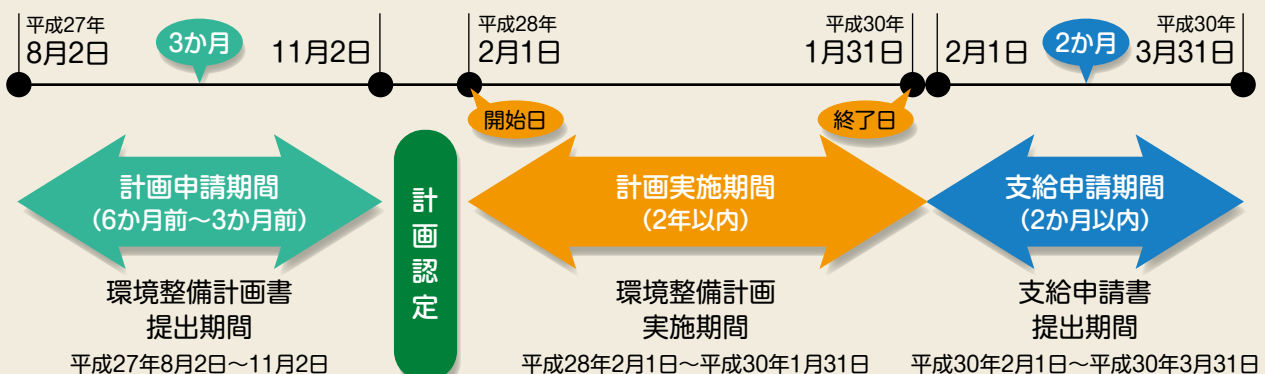 平成27年
8月2日
3か月
11月2日
平成28年
2月1日
平成30年
1月31日
2月1日
2か月
平成30年
3月31日
開始日
終了日
計画申請期間
（6か月前～3か月前）
環境整備計画書
提出期間
平成27年8月2日～11月2日
計画認定
計画実施期間
（2年以内）
環境整備計画
実施期間
平成28年2月1日～平成30年1月31日
支給申請期間
（2か月以内）
支給申請書
提出期間
平成30年2月1日～平成30年3月31日